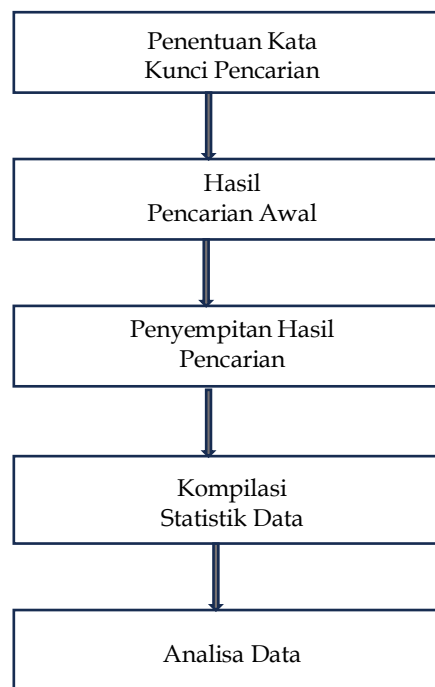 Penentuan Kata
Kunci Pencarian
Hasil
Pencarian Awal
Penyempitan Hasil
Pencarian
Kompilasi
Statistik Data
Analisa Data